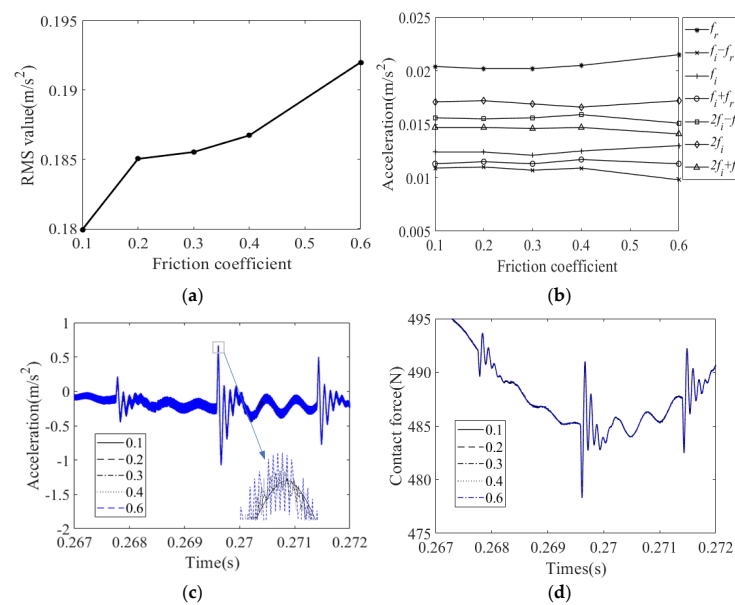 (a)
0.195
0.19
0.185
0.18
RMS value(m/s²)
0.1 0.2 0.3 0.4 0.5 0.6
Friction coefficient
(b)
0.025
0.02
0.015
0.01
0.005
Acceleration(m/s²)
0.1 0.2 0.3 0.4 0.5 0.6
Friction coefficient
f_r
f_i−f_r
f_i
f_i+f_r
2f_i−f
2f_i
2f_i+f
(a)
(b)
1
0.5
0
-0.5
-1
-1.5
-2
Acceleration(m/s²)
0.1
0.2
0.3
0.4
0.6
0.267 0.268 0.269 0.27 0.271 0.272
Time(s)
(c)
495
490
485
480
475
Contact force(N)
0.1
0.2
0.3
0.4
0.6
0.267 0.268 0.269 0.27 0.271 0.272
Times(s)
(d)